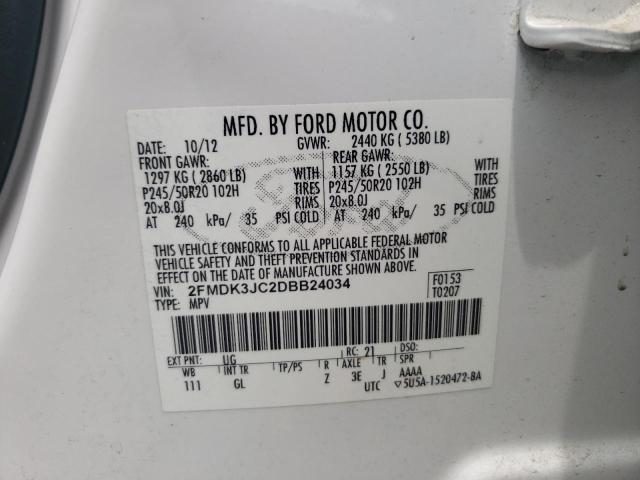 MFD. BY FORD MOTOR CO.
DATE: 10/12 GVWR: 2440 KG ( 5380 LB)
FRONT GAWR: REAR GAWR:
1297 KG ( 2860 LB) WITH 1157 KG ( 2550 LB) WITH
P245/50R20 102H TIRES P245/50R20 102H TIRES
20x8.0J RIMS 20x8.0J RIMS
AT 240 kPa/ 35 PSI COLD AT 240 kPa/ 35 PSI COLD
Ford
THIS VEHICLE CONFORMS TO ALL APPLICABLE FEDERAL MOTOR
VEHICLE SAFETY AND THEFT PREVENTION STANDARDS IN
EFFECT ON THE DATE OF MANUFACTURE SHOWN ABOVE.
VIN: 2FMDK3JC2DBB24034 F0153
TYPE: MPV T0207
EXT PNT: UG RC: 21 DSO:
WB INT TR TP/PS R AXLE TR SPR
111 GL Z 3E J AAAA
UTC ▽5U5A-1520472-BA